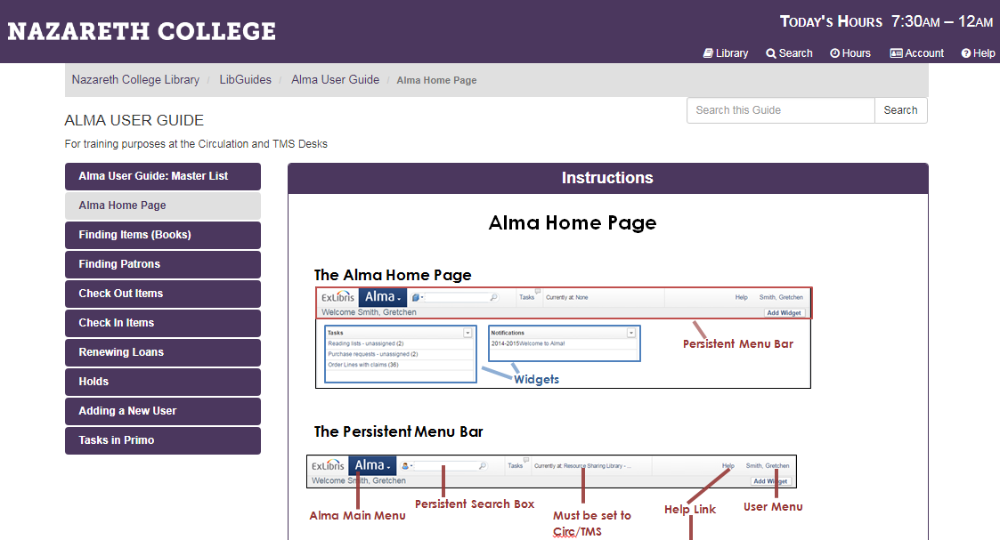 NAZARETH COLLEGE
TODAY'S HOURS 7:30AM – 12AM
Library Search Hours Account Help
Nazareth College Library / LibGuides / Alma User Guide / Alma Home Page
Search this Guide Search
ALMA USER GUIDE
For training purposes at the Circulation and TMS Desks
Alma User Guide: Master List
Alma Home Page
Finding Items (Books)
Finding Patrons
Check Out Items
Check In Items
Renewing Loans
Holds
Adding a New User
Tasks in Primo
Instructions
Alma Home Page
The Alma Home Page
ExLibris Alma Tasks Currently at: None Help Smith, Gretchen
Welcome Smith, Gretchen Add Widget
Persistent Menu Bar
Tasks
Reading lists - unassigned (2)
Purchase requests - unassigned (2)
Order Lines with claims (36)
Notifications
2014-2015Welcome to Alma!
Widgets
The Persistent Menu Bar
ExLibris Alma Tasks Currently at: Resource Sharing Library - ... Help Smith, Gretchen
Welcome Smith, Gretchen Add Widget
Alma Main Menu
Persistent Search Box
Must be set to
Circ/TMS
Help Link
User Menu